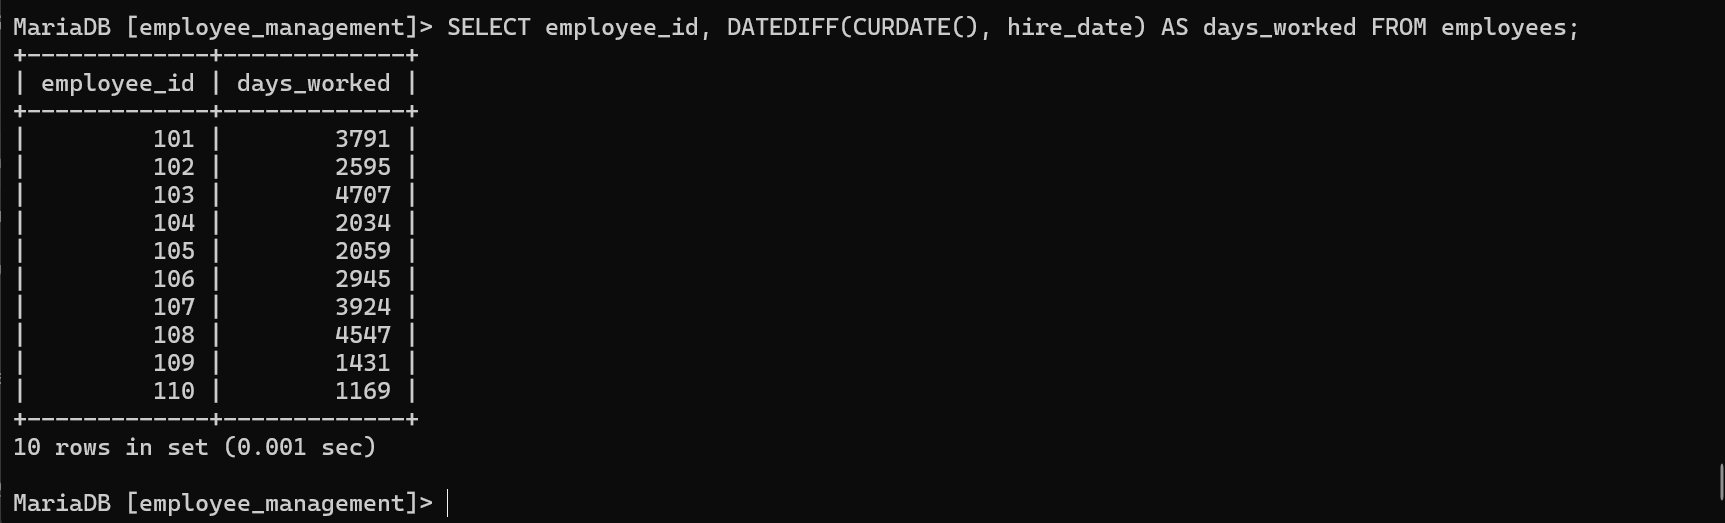 MariaDB [employee_management]> SELECT employee_id, DATEDIFF(CURDATE(), hire_date) AS days_worked FROM employees;
+-------------+-------------+
| employee_id | days_worked |
+-------------+-------------+
|         101 |        3791 |
|         102 |        2595 |
|         103 |        4707 |
|         104 |        2034 |
|         105 |        2059 |
|         106 |        2945 |
|         107 |        3924 |
|         108 |        4547 |
|         109 |        1431 |
|         110 |        1169 |
+-------------+-------------+
10 rows in set (0.001 sec)
MariaDB [employee_management]>